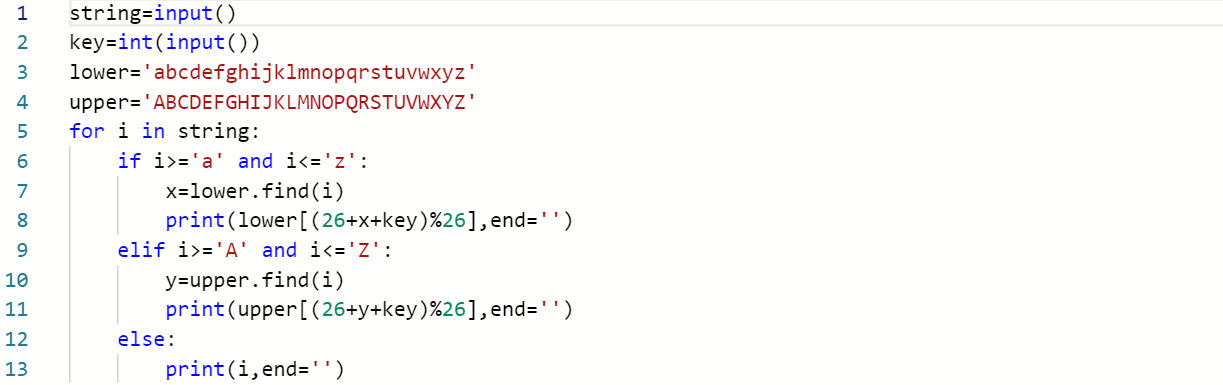 1 string=input()
2 key=int(input())
3 lower='abcdefghijklmnopqrstuvwxyz'
4 upper='ABCDEFGHIJKLMNOPQRSTUVWXYZ'
5 for i in string:
6     if i>='a' and i<='z':
7         x=lower.find(i)
8         print(lower[(26+x+key)%26],end='')
9     elif i>='A' and i<='Z':
10         y=upper.find(i)
11         print(upper[(26+y+key)%26],end='')
12     else:
13         print(i,end='')